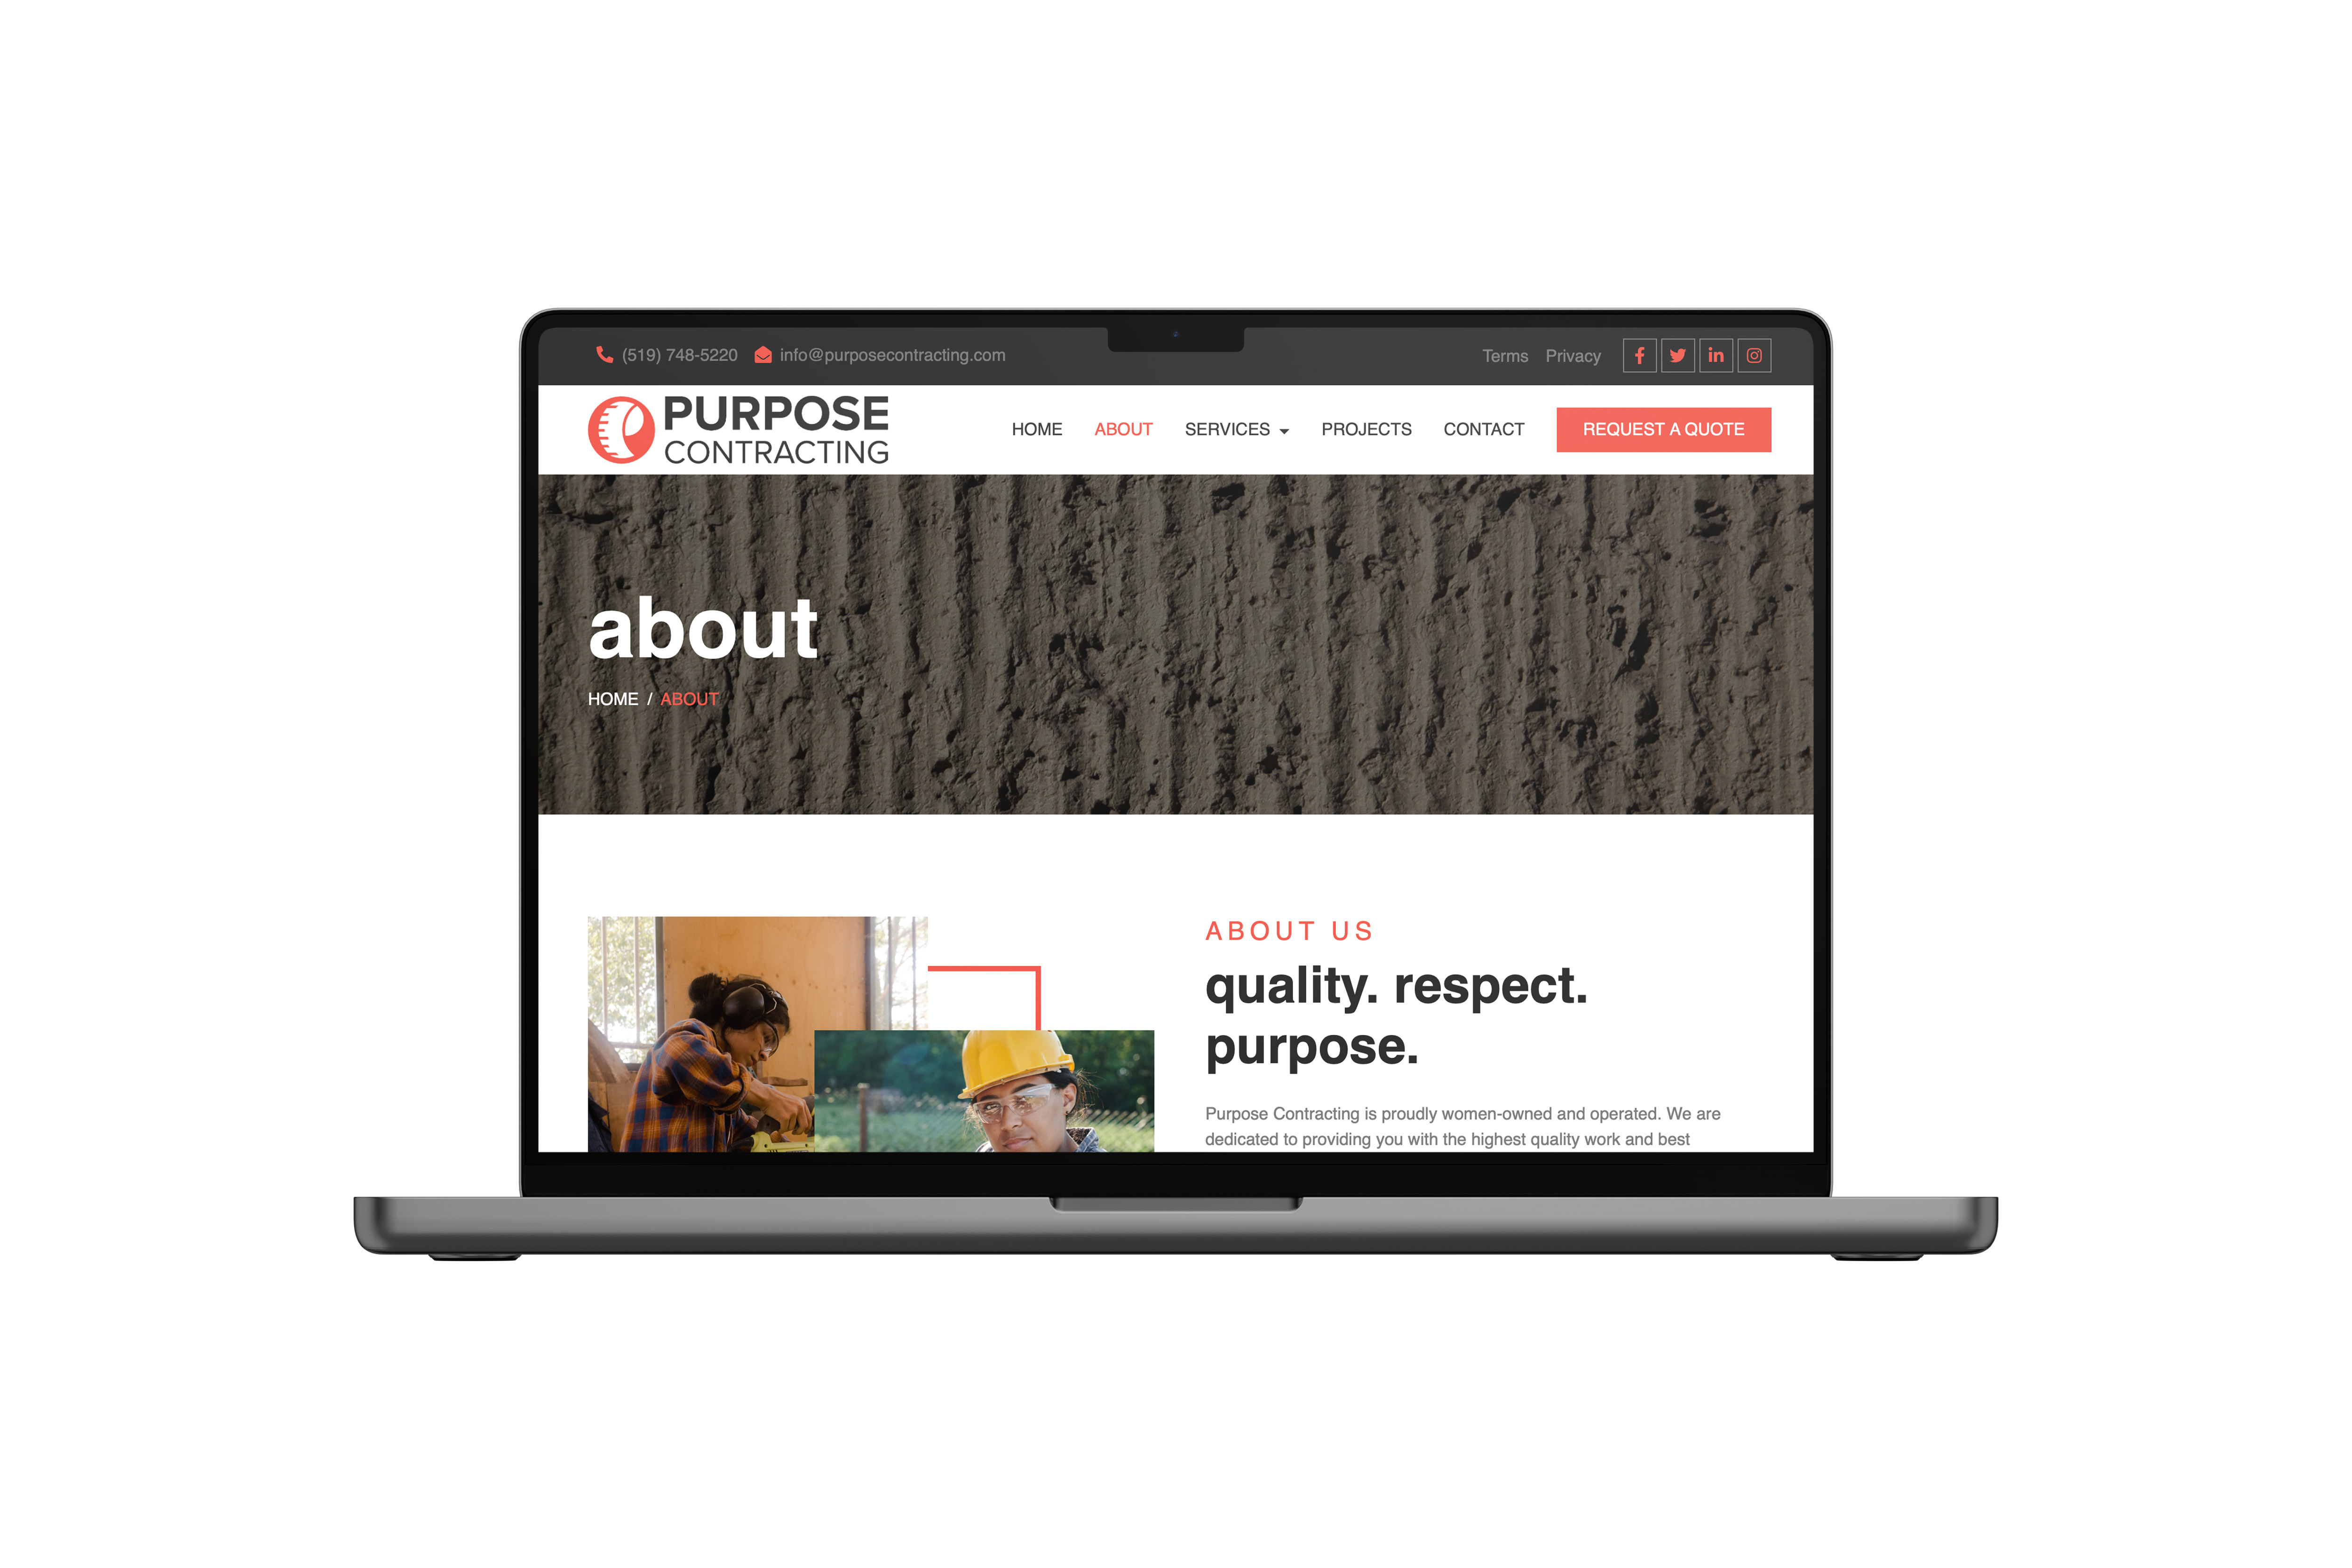 (519) 748-5220 info@purposecontracting.com Terms Privacy
PURPOSE
CONTRACTING
HOME ABOUT SERVICES PROJECTS CONTACT REQUEST A QUOTE
about
HOME / ABOUT
ABOUT US
quality. respect.
purpose.
Purpose Contracting is proudly women-owned and operated. We are
dedicated to providing you with the highest quality work and best